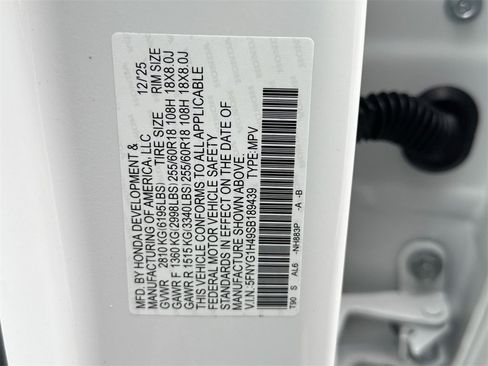 MFD. BY HONDA DEVELOPMENT &
MANUFACTURING OF AMERICA, LLC 12/25
GVWR 2810 KG(6195LBS) TIRE SIZE RIM SIZE
GAWR F 1360 KG(2998LBS) 255/60R18 108H 18X8.0J
GAWR R 1515 KG(3340LBS) 255/60R18 108H 18X8.0J
THIS VEHICLE CONFORMS TO ALL APPLICABLE
FEDERAL MOTOR VEHICLE SAFETY
STANDARDS IN EFFECT ON THE DATE OF
MANUFACTURE SHOWN ABOVE.
V.I.N.: 5FNYG1H49SB189439 TYPE:MPV
T90 S AL6 -NH883P -A -B